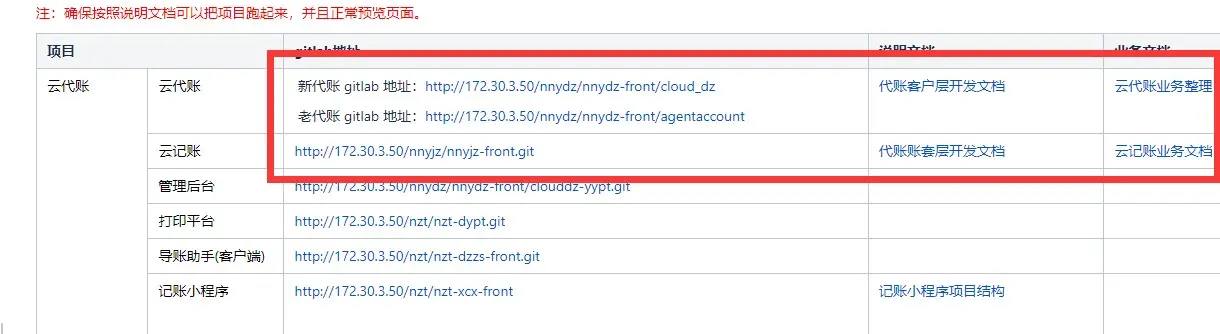 注：确保按照说明文档可以把项目跑起来，并且正常预览页面。
项目 gitlab地址 说明文档 业务文档
云代账 云代账 新代账 gitlab 地址：http://172.30.3.50/nnydz/nnydz-front/cloud_dz 代账客户层开发文档 云代账业务整理
老代账 gitlab 地址：http://172.30.3.50/nnydz/nnydz-front/agentaccount
云记账 http://172.30.3.50/nnyjz/nnyjz-front.git 代账账套层开发文档 云记账业务文档
管理后台 http://172.30.3.50/nnydz/nnydz-front/clouddz-yypt.git
打印平台 http://172.30.3.50/nzt/nzt-dypt.git
导账助手(客户端) http://172.30.3.50/nzt/nzt-dzzs-front.git
记账小程序 http://172.30.3.50/nzt/nzt-xcx-front 记账小程序项目结构